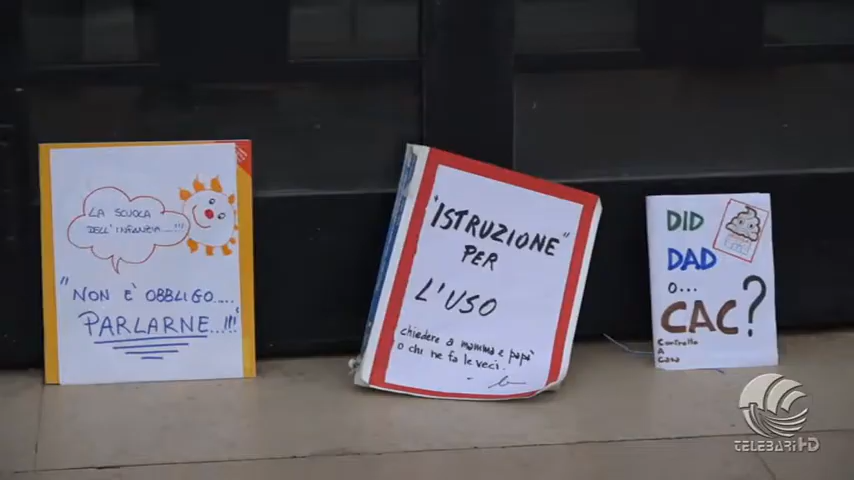 LA SCUOLA
DELL'INFANZIA....!!!
"NON È OBBLIGO.....
PARLARNE...!!!"
"ISTRUZIONE"
PER
L'USO
chiedere a mamma e papà
o chi ne fa le veci.
DID
DAD
O...
CAC?
Controllo
A
Casa
TELEBARI HD